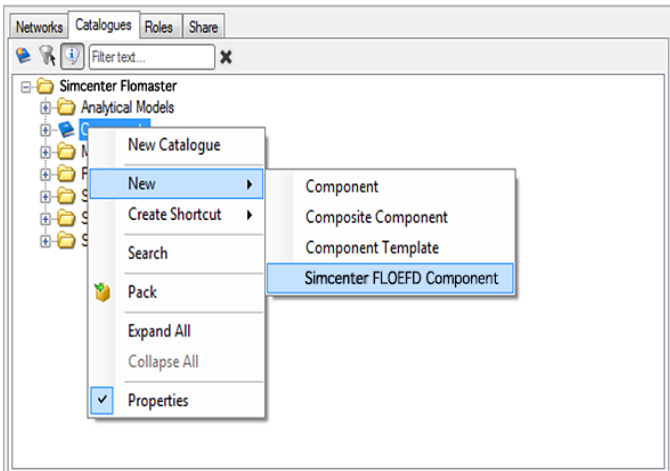 Networks Catalogues Roles Share
Filter text...
Simcenter Flomaster
Analytical Models
New Catalogue
New
Create Shortcut
Search
Pack
Expand All
Collapse All
Properties
Component
Composite Component
Component Template
Simcenter FLOEFD Component